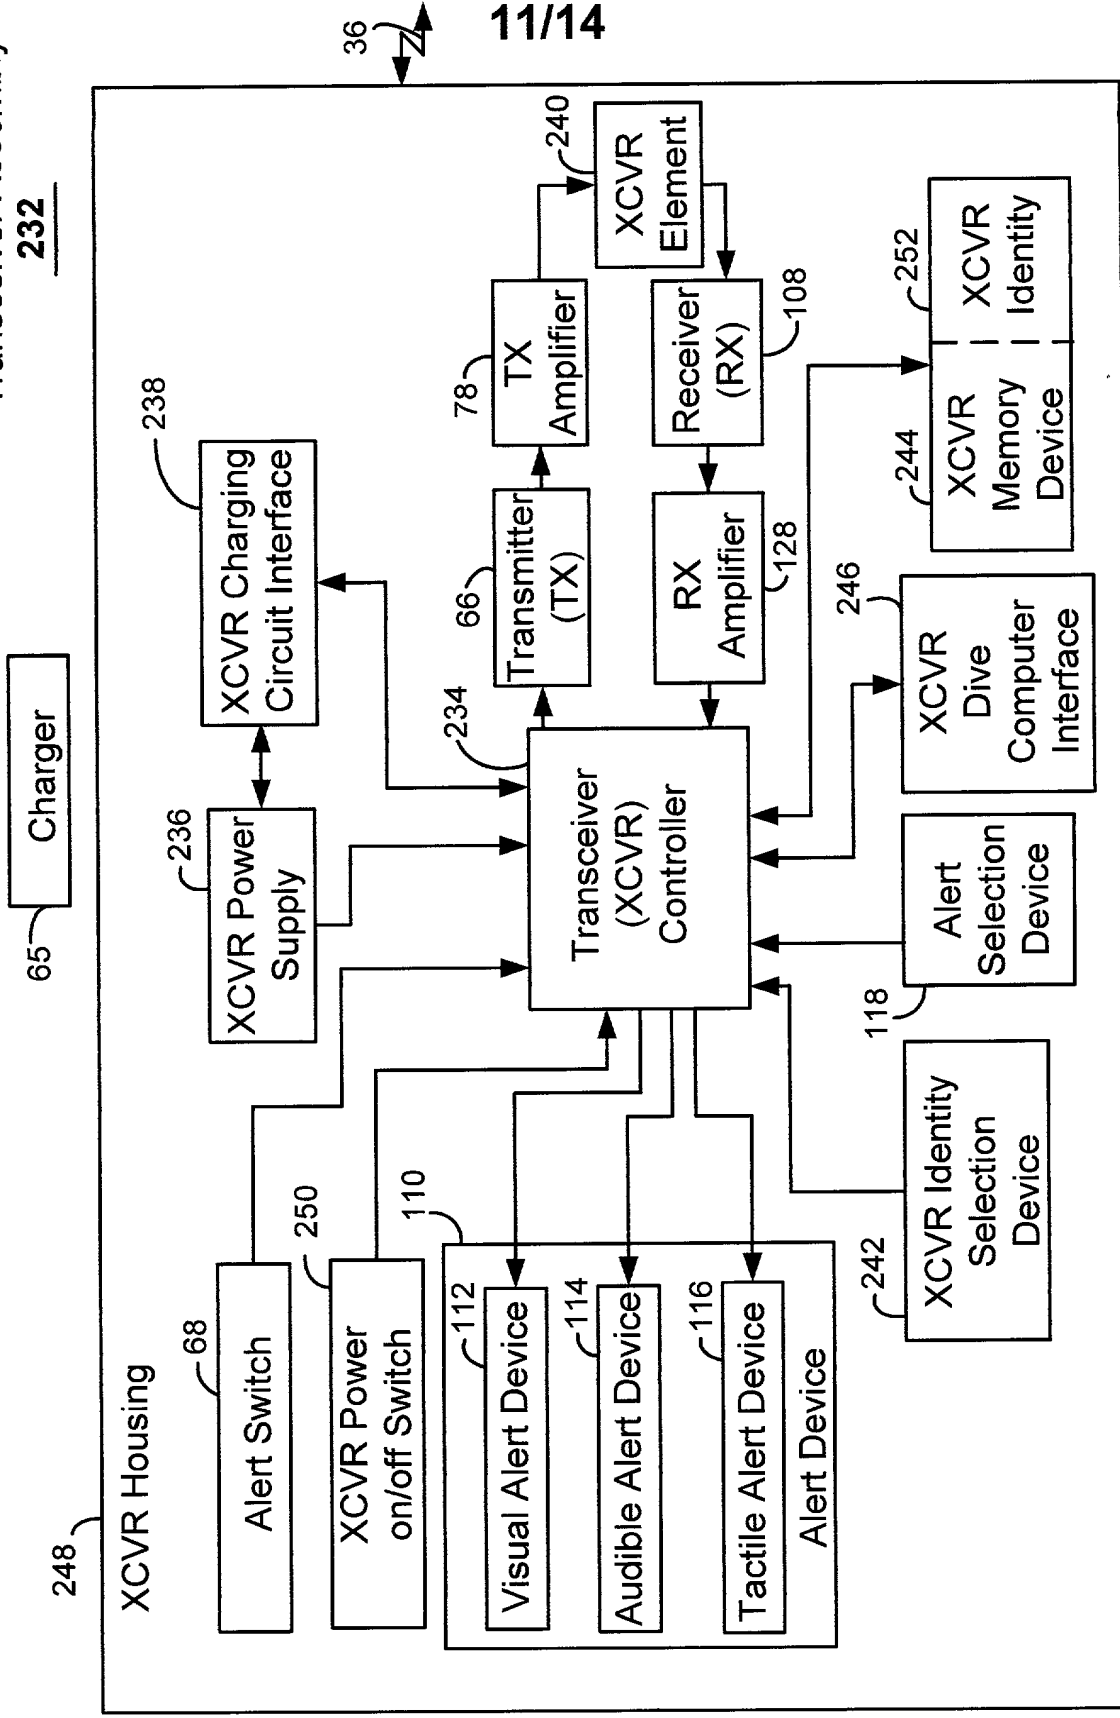 11/14
232
36
Charger
65
248
XCVR Housing
68
Alert Switch
250
XCVR Power
on/off Switch
110
112
Visual Alert Device
114
Audible Alert Device
116
Tactile Alert Device
Alert Device
236
XCVR Power
Supply
238
XCVR Charging
Circuit Interface
234
Transceiver
(XCVR)
Controller
66
Transmitter
(TX)
78
TX
Amplifier
240
XCVR
Element
Receiver
(RX)
108
RX
Amplifier
128
242
XCVR Identity
Selection
Device
118
Alert
Selection
Device
246
XCVR
Dive
Computer
Interface
244
XCVR
Memory
Device
252
XCVR
Identity